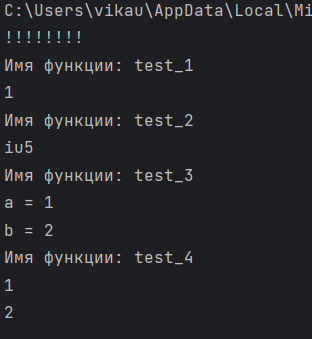 C:\Users\vikau\AppData\Local\Mi
!!!!!!!!
Имя функции: test_1
1
Имя функции: test_2
iu5
Имя функции: test_3
a = 1
b = 2
Имя функции: test_4
1
2